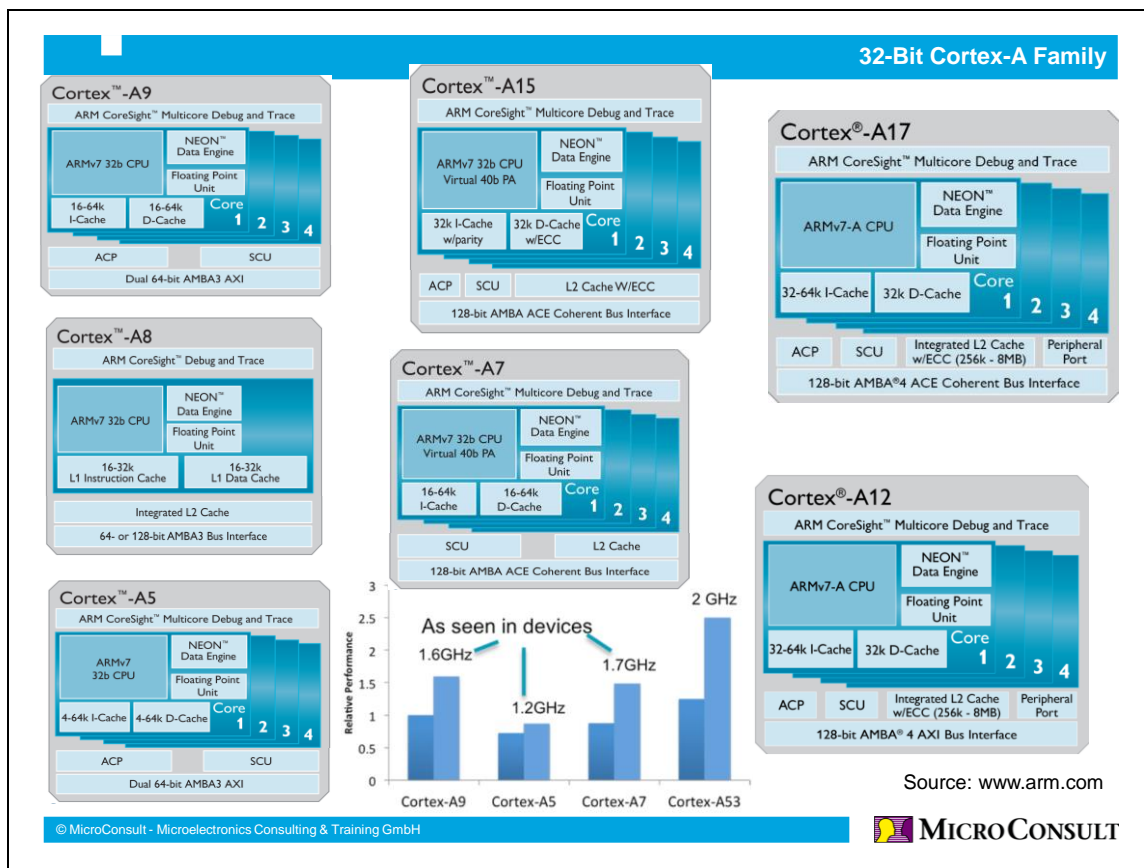 32-Bit Cortex-A Family
Cortex™-A9
ARM CoreSight™ Multicore Debug and Trace
ARMv7 32b CPU
NEON™
Data Engine
Floating Point
Unit
16-64k
I-Cache
16-64k
D-Cache
Core
1 2 3 4
ACP
SCU
Dual 64-bit AMBA3 AXI
Cortex™-A8
ARM CoreSight™ Debug and Trace
ARMv7 32b CPU
NEON™
Data Engine
Floating Point
Unit
16-32k
L1 Instruction Cache
16-32k
L1 Data Cache
Integrated L2 Cache
64- or 128-bit AMBA3 Bus Interface
Cortex™-A5
ARM CoreSight™ Multicore Debug and Trace
ARMv7
32b CPU
NEON™
Data Engine
Floating Point
Unit
4-64k I-Cache
4-64k D-Cache
Core
1 2 3 4
ACP
SCU
Dual 64-bit AMBA3 AXI
Cortex™-A15
ARM CoreSight™ Multicore Debug and Trace
ARMv7 32b CPU
Virtual 40b PA
NEON™
Data Engine
Floating Point
Unit
32k I-Cache
w/parity
32k D-Cache
w/ECC
Core
1 2 3 4
ACP
SCU
L2 Cache W/ECC
128-bit AMBA ACE Coherent Bus Interface
Cortex™-A7
ARM CoreSight™ Multicore Debug and Trace
ARMv7 32b CPU
Virtual 40b PA
NEON™
Data Engine
Floating Point
Unit
16-64k
I-Cache
16-64k
D-Cache
Core
1 2 3 4
SCU
L2 Cache
128-bit AMBA ACE Coherent Bus Interface
Relative Performance
3
2.5
2
1.5
1
0.5
0
As seen in devices
1.6GHz
1.2GHz
1.7GHz
2 GHz
Cortex-A9
Cortex-A5
Cortex-A7
Cortex-A53
Cortex®-A17
ARM CoreSight™ Multicore Debug and Trace
ARMv7-A CPU
NEON™
Data Engine
Floating Point
Unit
32-64k I-Cache
32k D-Cache
Core
1 2 3 4
ACP
SCU
Integrated L2 Cache
w/ECC (256k - 8MB)
Peripheral
Port
128-bit AMBA®4 ACE Coherent Bus Interface
Cortex®-A12
ARM CoreSight™ Multicore Debug and Trace
ARMv7-A CPU
NEON™
Data Engine
Floating Point
Unit
32-64k I-Cache
32k D-Cache
Core
1 2 3 4
ACP
SCU
Integrated L2 Cache
w/ECC (256k - 8MB)
Peripheral
Port
128-bit AMBA® 4 AXI Bus Interface
Source: www.arm.com
© MicroConsult - Microelectronics Consulting & Training GmbH
MICROCONSULT